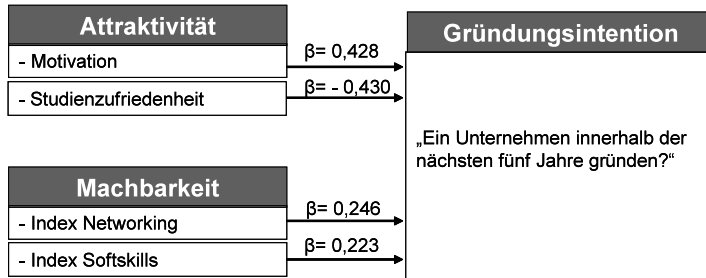 Attraktivität
- Motivation
- Studienzufriedenheit
β= 0,428
β= - 0,430
Machbarkeit
- Index Networking
- Index Softskills
β= 0,246
β= 0,223
Gründungsintention
„Ein Unternehmen innerhalb der
nächsten fünf Jahre gründen?“